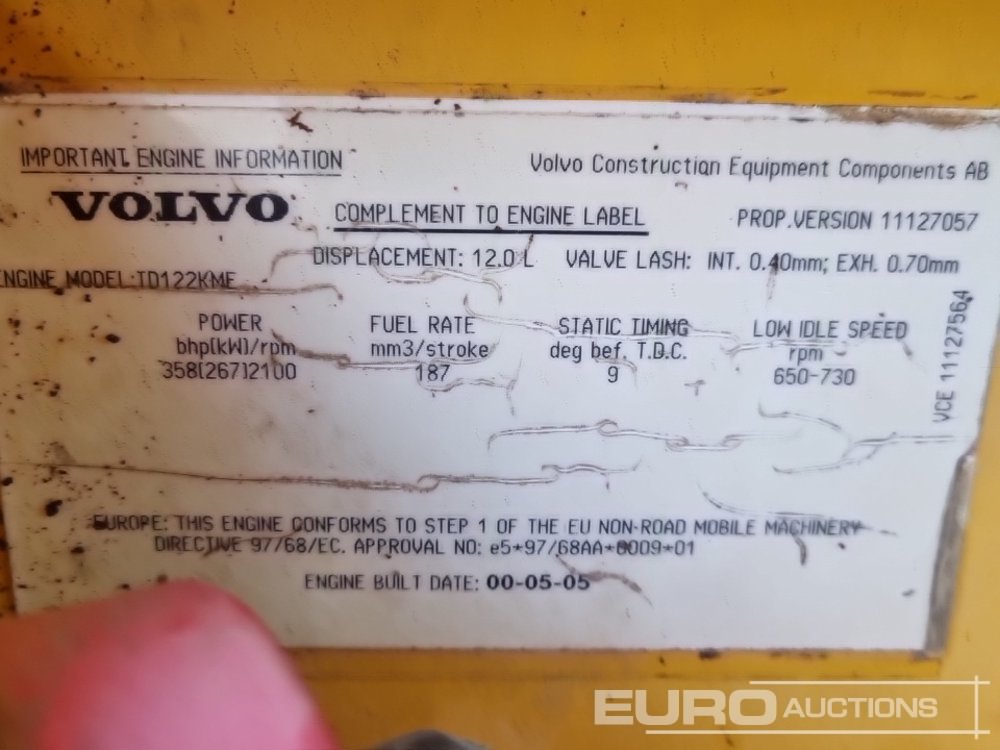 IMPORTANT ENGINE INFORMATION
Volvo Construction Equipment Components AB
VOLVO
COMPLEMENT TO ENGINE LABEL
PROP.VERSION 11127057
DISPLACEMENT: 12.0 L VALVE LASH: INT. 0.40mm; EXH. 0.70mm
ENGINE MODEL:TD122KME
POWER FUEL RATE STATIC TIMING LOW IDLE SPEED
bhp(kW)/rpm mm3/stroke deg bef. T.D.C. rpm
358(267)2100 187 9 650-730
VCE 11127564
EUROPE: THIS ENGINE CONFORMS TO STEP 1 OF THE EU NON-ROAD MOBILE MACHINERY
DIRECTIVE 97/68/EC. APPROVAL NO: e5*97/68AA*0009*01
ENGINE BUILT DATE: 00-05-05
EURO AUCTIONS